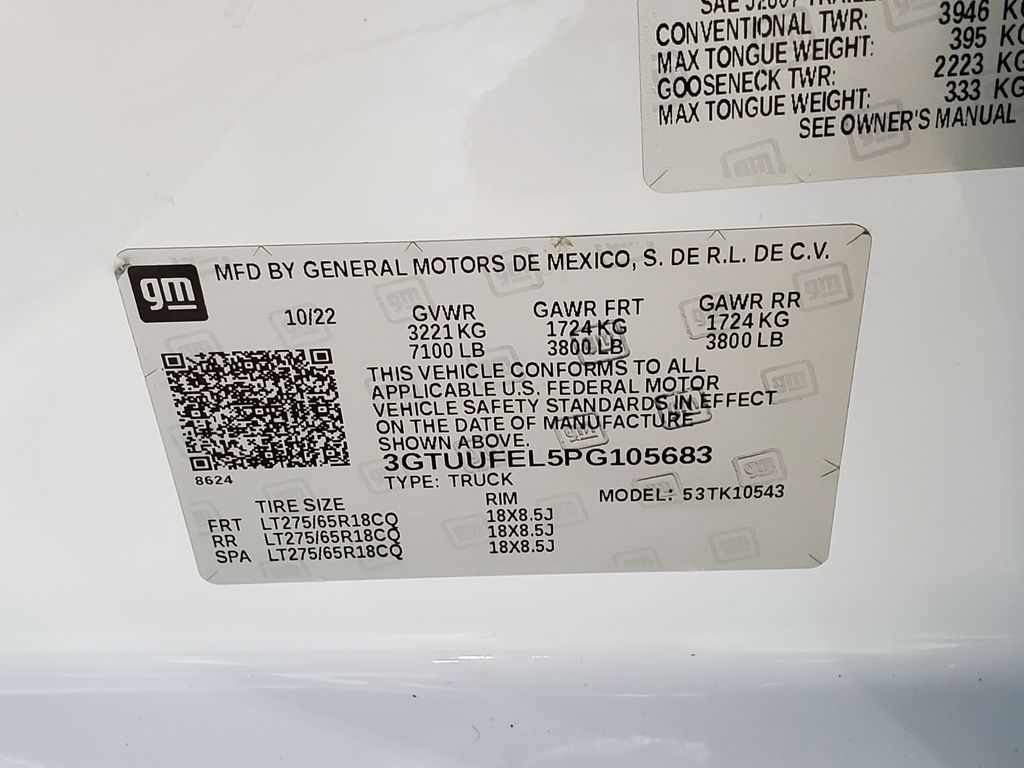 CONVENTIONAL TWR: 3946 KG
MAX TONGUE WEIGHT: 395 KG
GOOSENECK TWR: 2223 KG
MAX TONGUE WEIGHT: 333 KG
SEE OWNER'S MANUAL
gm
MFD BY GENERAL MOTORS DE MEXICO, S. DE R.L. DE C.V.
10/22 GVWR GAWR FRT GAWR RR
3221 KG 1724 KG 1724 KG
7100 LB 3800 LB 3800 LB
THIS VEHICLE CONFORMS TO ALL
APPLICABLE U.S. FEDERAL MOTOR
VEHICLE SAFETY STANDARDS IN EFFECT
ON THE DATE OF MANUFACTURE
SHOWN ABOVE.
3GTUUFEL5PG105683
8624
TYPE: TRUCK MODEL: 53TK10543
TIRE SIZE RIM
FRT LT275/65R18CQ 18X8.5J
RR LT275/65R18CQ 18X8.5J
SPA LT275/65R18CQ 18X8.5J